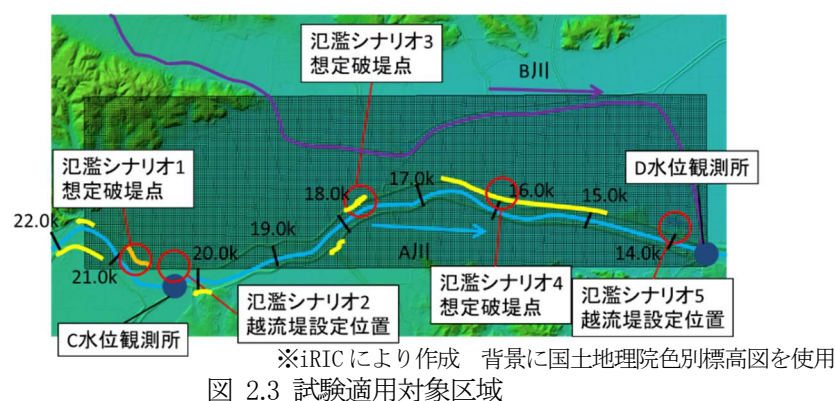 氾濫シナリオ3
想定破堤点
B川
氾濫シナリオ1
想定破堤点
D水位観測所
22.0k
21.0k
20.0k
19.0k
18.0k
17.0k
16.0k
15.0k
14.0k
A川
C水位観測所
氾濫シナリオ2
越流堤設定位置
氾濫シナリオ4
想定破堤点
氾濫シナリオ5
越流堤設定位置
※iRICにより作成 背景に国土地理院色別標高図を使用
図 2.3 試験適用対象区域